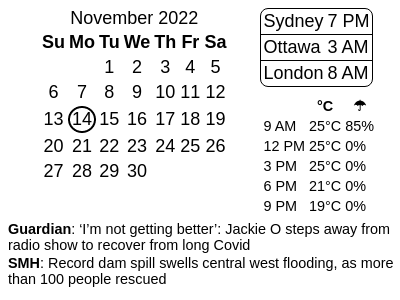 November 2022
Su Mo Tu We Th Fr Sa
1 2 3 4 5
6 7 8 9 10 11 12
13 14 15 16 17 18 19
20 21 22 23 24 25 26
27 28 29 30
Sydney 7 PM
Ottawa 3 AM
London 8 AM
°C ☂
9 AM 25°C 85%
12 PM 25°C 0%
3 PM 25°C 0%
6 PM 21°C 0%
9 PM 19°C 0%
Guardian: ‘I’m not getting better’: Jackie O steps away from
radio show to recover from long Covid
SMH: Record dam spill swells central west flooding, as more
than 100 people rescued